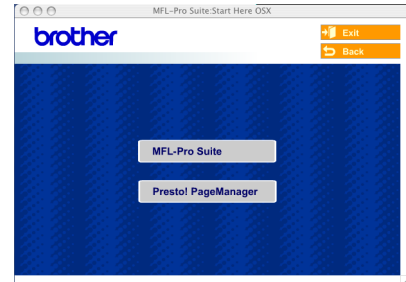 MFL-Pro Suite:Start Here OSX
brother
Exit
Back
MFL-Pro Suite
Presto! PageManager